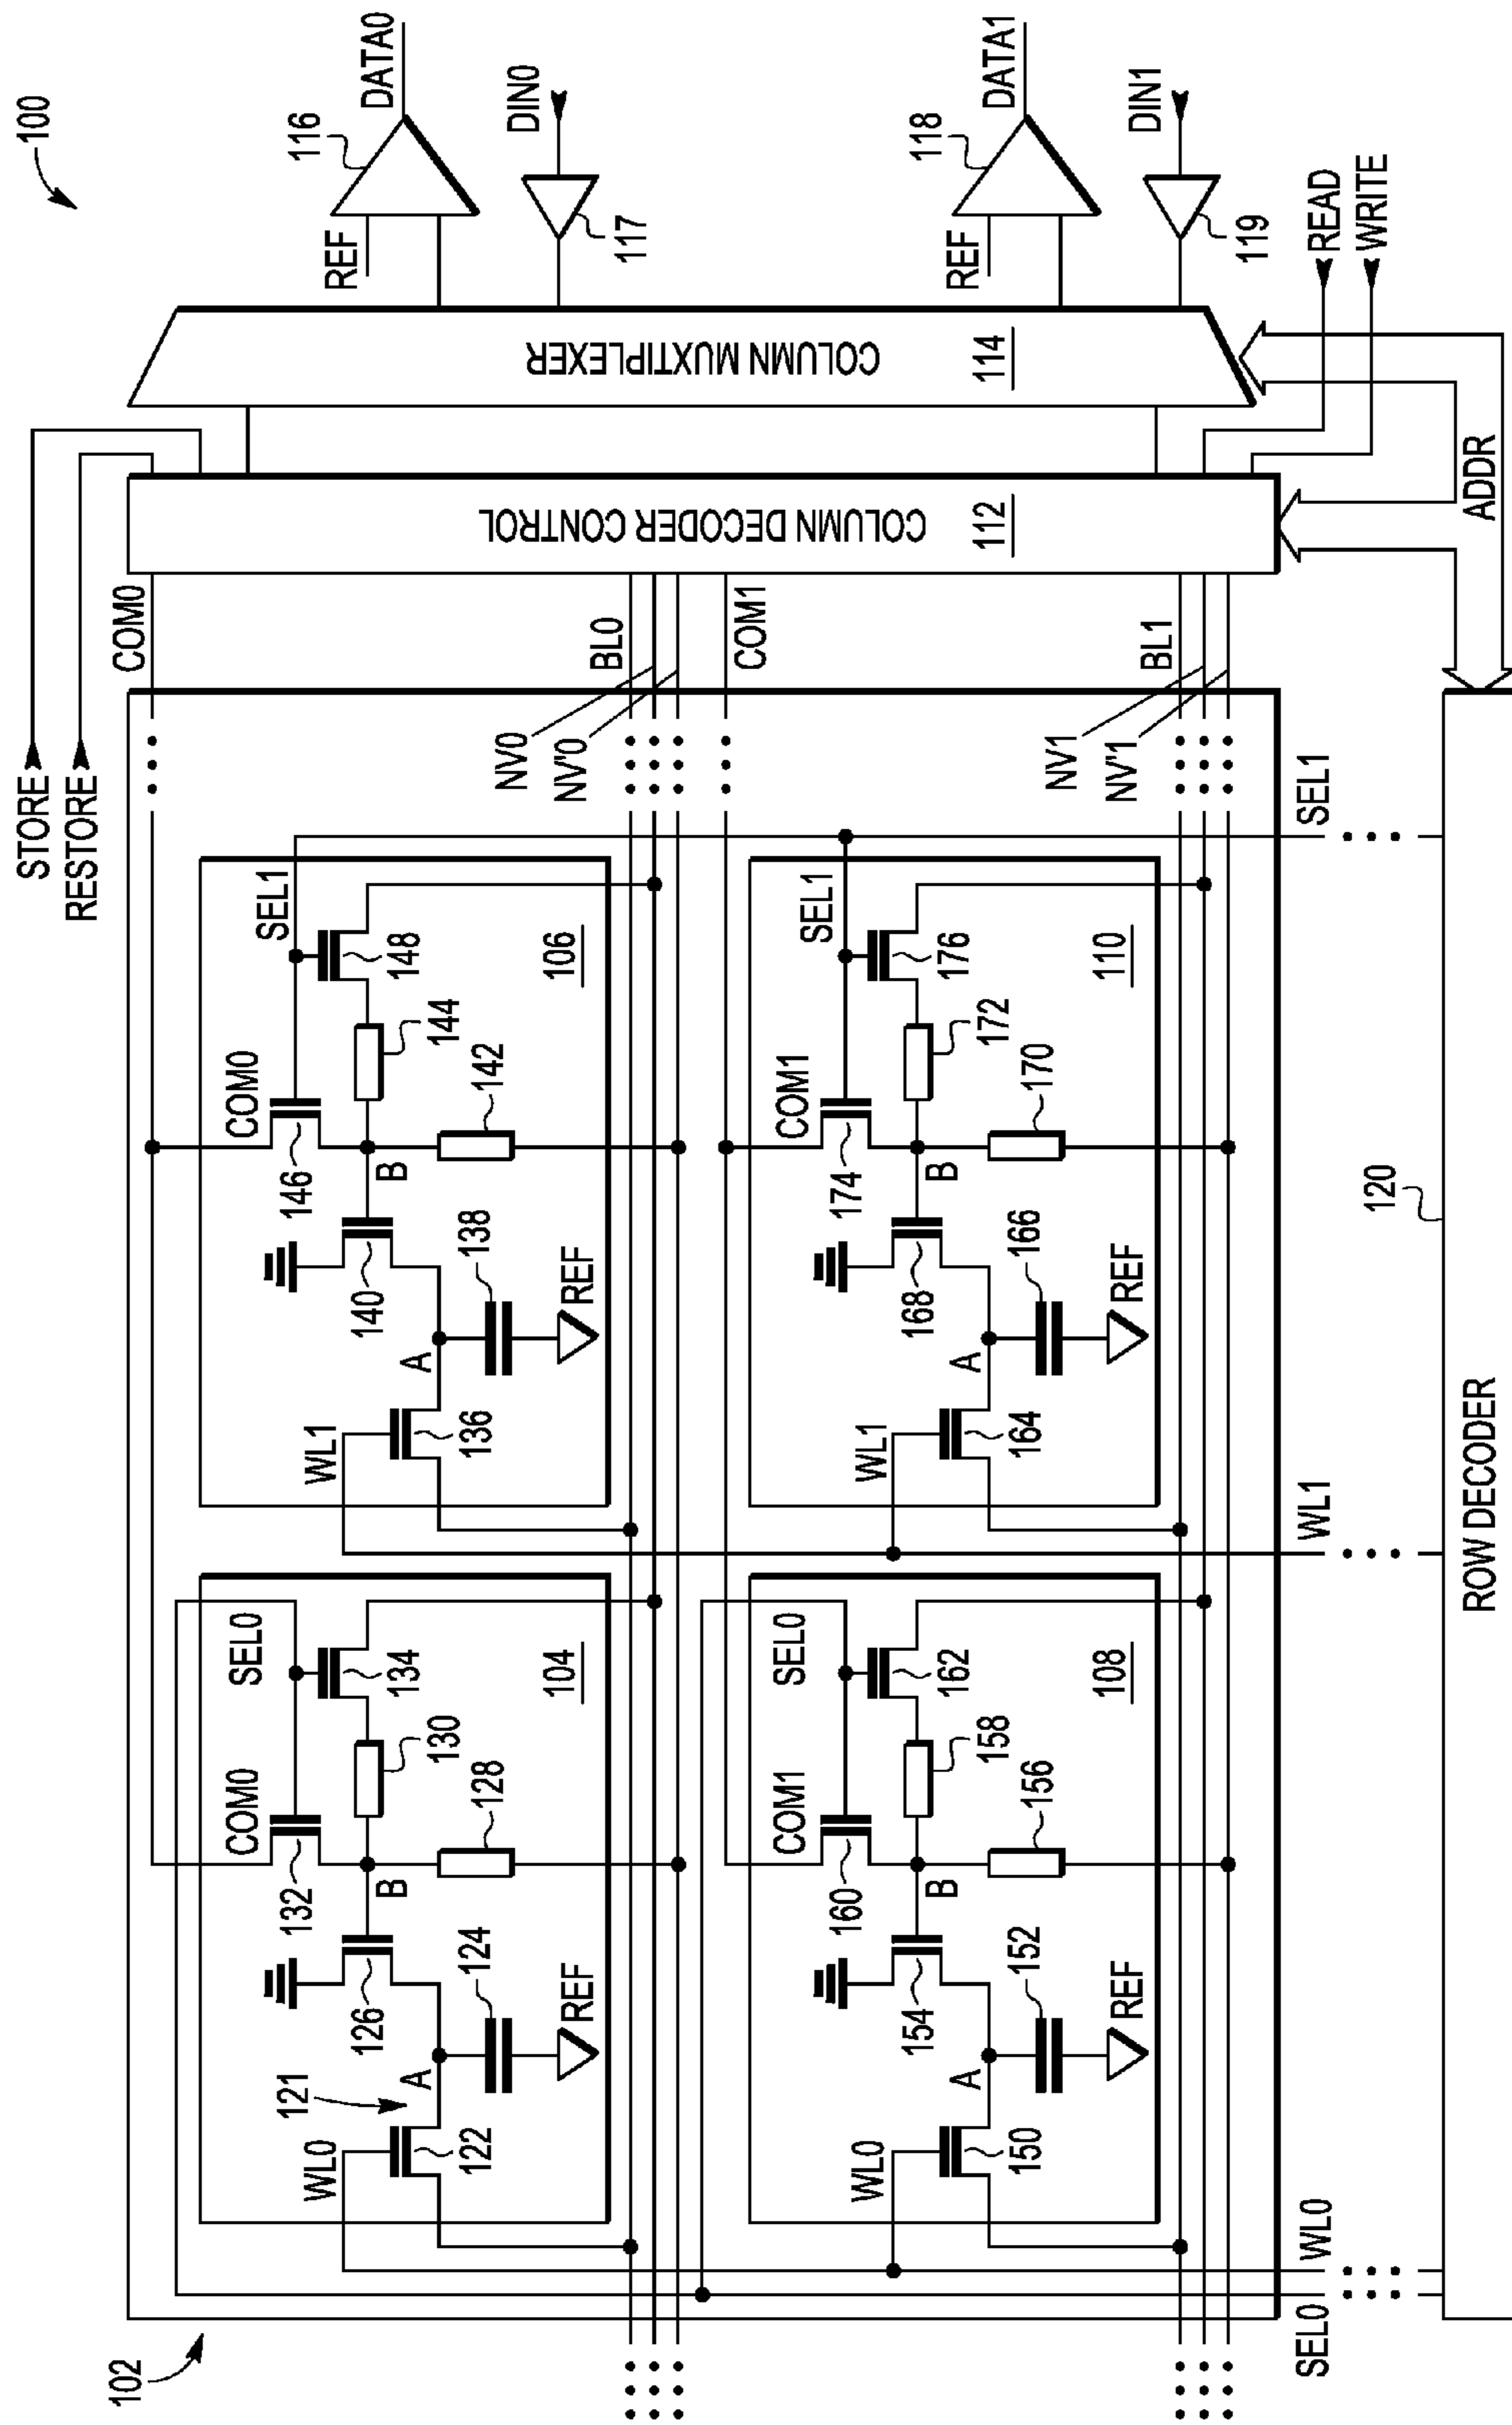 100
STORE
RESTORE
COM0
NV0
NV'0
BL0
COM1
NV1
NV'1
BL1
COLUMN DECODER CONTROL
112
COLUMN MUXTIPLEXER
114
REF
116
DATA0
DIN0
117
REF
118
DATA1
DIN1
119
READ
WRITE
ADDR
102
104
121
WL0
122
A
124
REF
126
B
128
130
132
COM0
SEL0
134
106
WL1
136
A
138
REF
140
B
142
144
146
COM0
SEL1
148
108
WL0
150
A
152
REF
154
B
156
158
160
COM1
SEL0
162
110
WL1
164
A
166
REF
168
B
170
172
174
COM1
SEL1
176
SEL0
WL0
WL1
SEL1
120
ROW DECODER